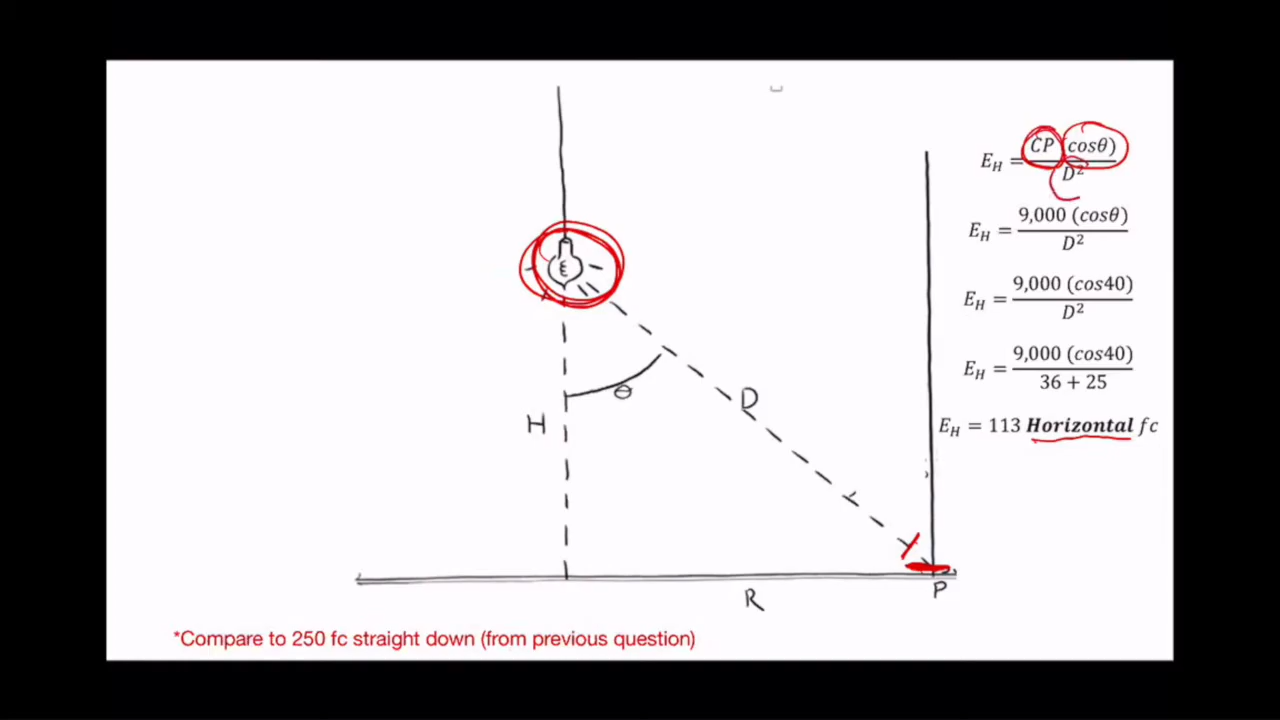 E_H = CP (cosθ) / D²
E_H = 9,000 (cosθ) / D²
E_H = 9,000 (cos40) / D²
E_H = 9,000 (cos40) / 36 + 25
E_H = 113 Horizontal fc
θ
D
H
R
P
*Compare to 250 fc straight down (from previous question)